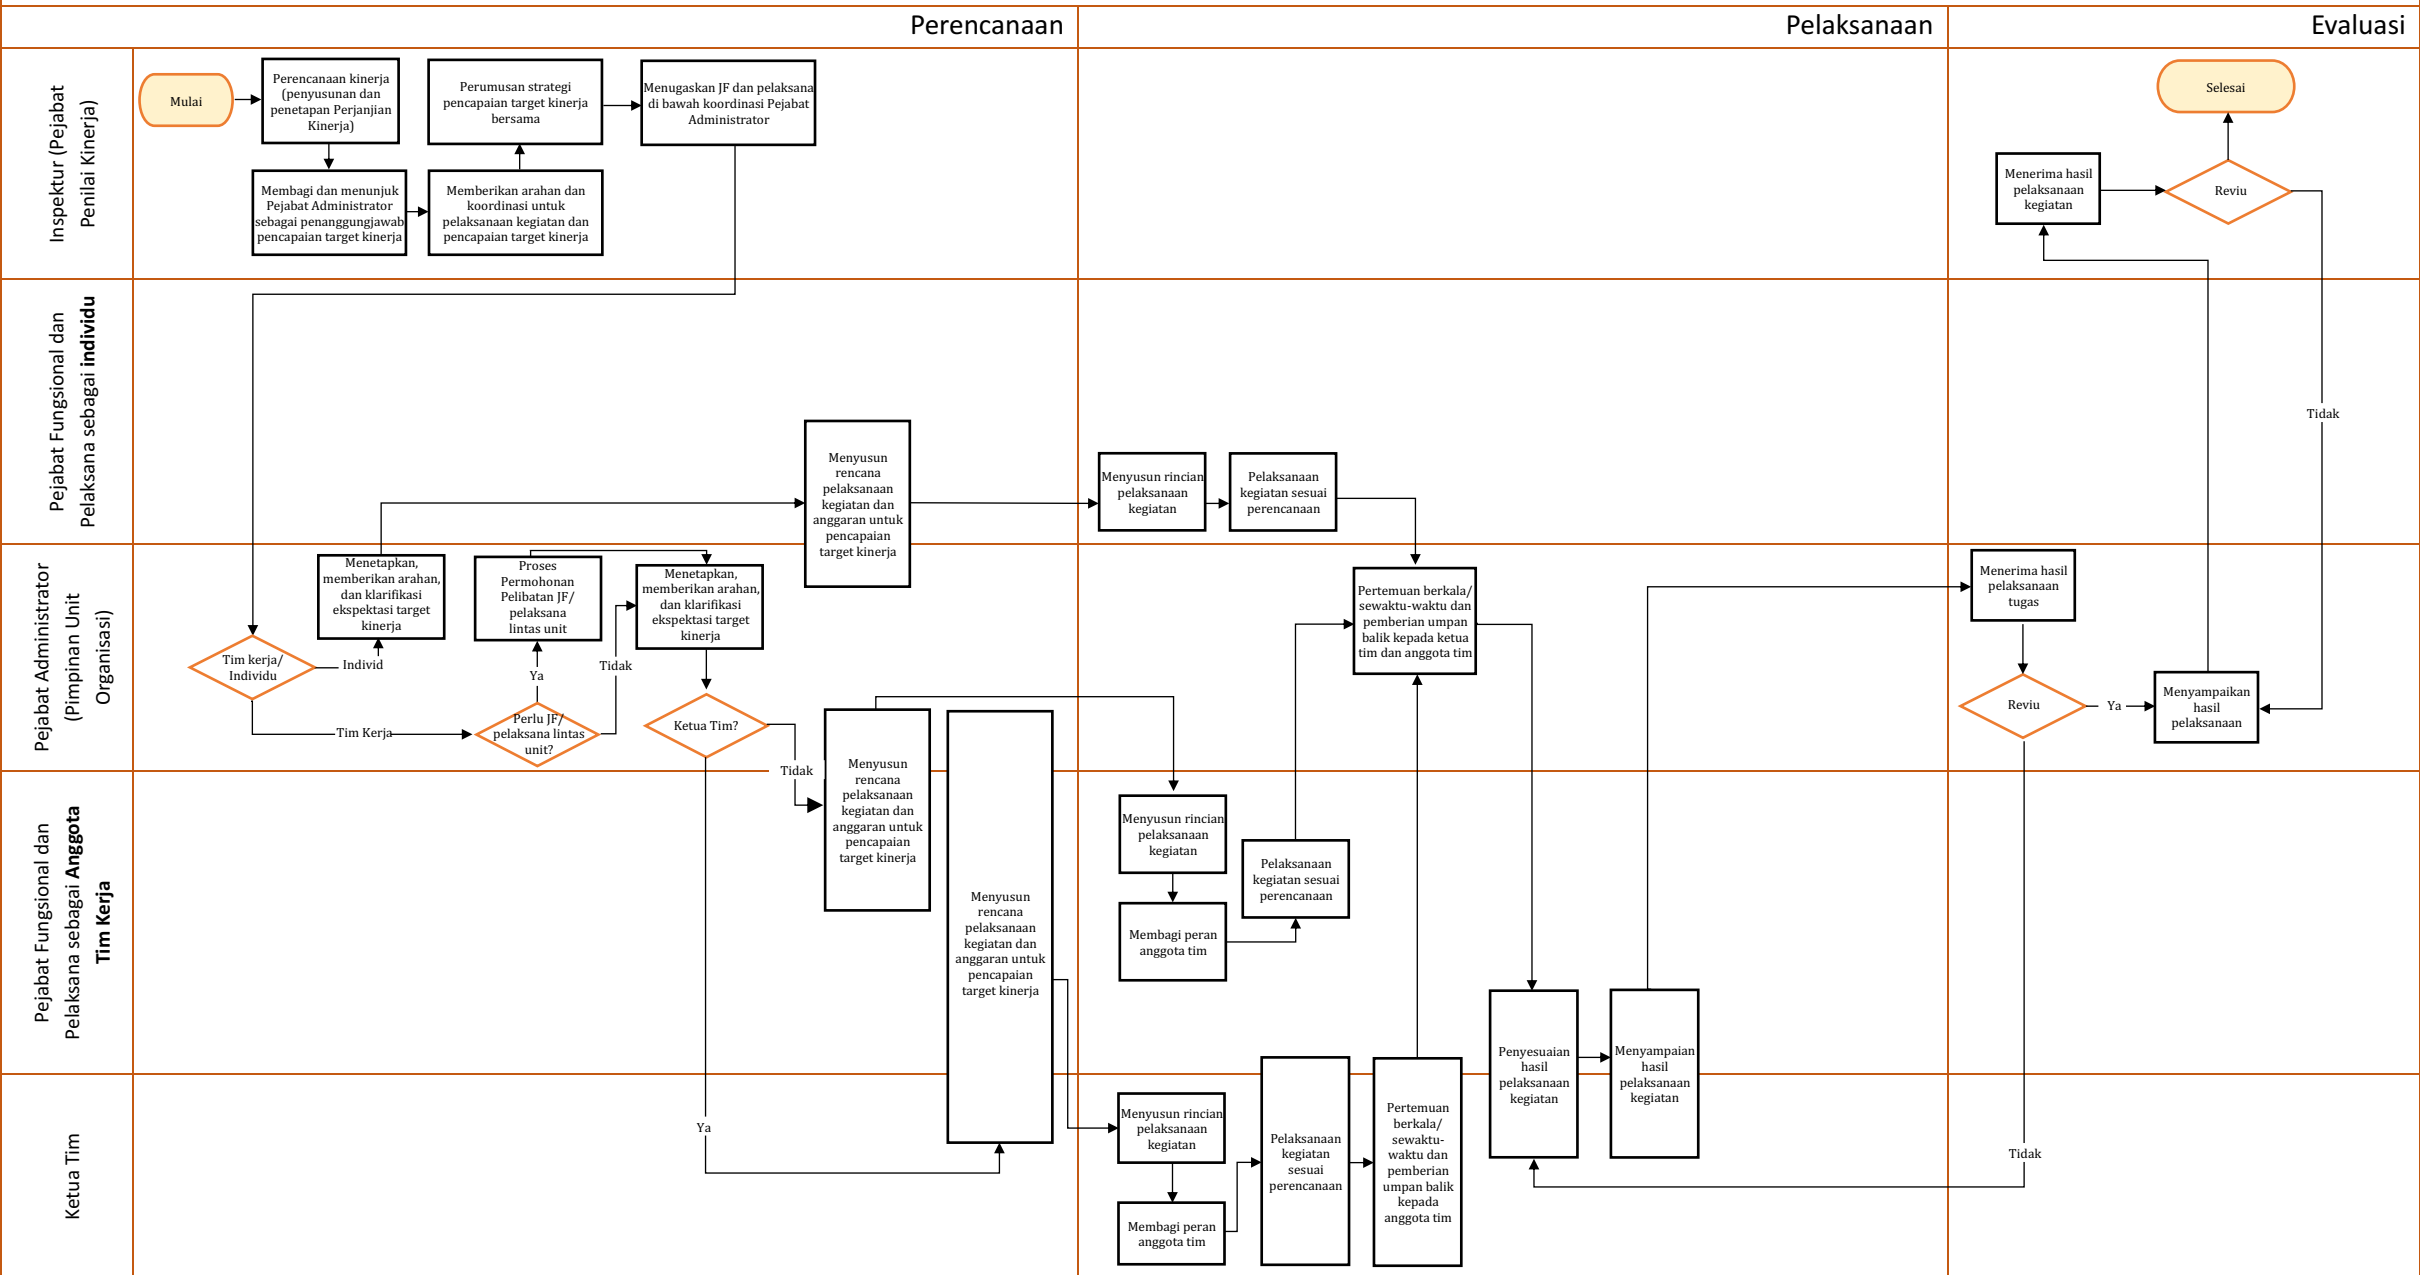 Perencanaan
Pelaksanaan
Evaluasi
Inspektur (Pejabat
Penilai Kinerja)
Mulai
Perencanaan kinerja
(penyusunan dan
penetapan Perjanjian
Kinerja)
Membagi dan menunjuk
Pejabat Administrator
sebagai penanggungjawab
pencapaian target kinerja
Perumusan strategi
pencapaian target kinerja
bersama
Memberikan arahan dan
koordinasi untuk
pelaksanaan kegiatan dan
pencapaian target kinerja
Menugaskan JF dan pelaksana
di bawah koordinasi Pejabat
Administrator
Selesai
Menerima hasil
pelaksanaan
kegiatan
Reviu
Tidak
Pejabat Fungsional dan
Pelaksana sebagai individu
Menyusun
rencana
pelaksanaan
kegiatan dan
anggaran untuk
pencapaian
target kinerja
Menyusun rincian
pelaksanaan
kegiatan
Pelaksanaan
kegiatan sesuai
perencanaan
Pejabat Administrator
(Pimpinan Unit
Organisasi)
Tim kerja/
Individu
Individ
Tim Kerja
Menetapkan,
memberikan arahan,
dan klarifikasi
ekspektasi target
kinerja
Proses
Permohonan
Pelibatan JF/
pelaksana
lintas unit
Ya
Perlu JF/
pelaksana lintas
unit?
Tidak
Menetapkan,
memberikan arahan,
dan klarifikasi
ekspektasi target
kinerja
Ketua Tim?
Tidak
Ya
Pertemuan berkala/
sewaktu-waktu dan
pemberian umpan
balik kepada ketua
tim dan anggota tim
Menerima hasil
pelaksanaan
tugas
Reviu
Ya
Menyampaikan
hasil
pelaksanaan
Tidak
Pejabat Fungsional dan
Pelaksana sebagai Anggota
Tim Kerja
Menyusun
rencana
pelaksanaan
kegiatan dan
anggaran untuk
pencapaian
target kinerja
Menyusun
rencana
pelaksanaan
kegiatan dan
anggaran untuk
pencapaian
target kinerja
Menyusun rincian
pelaksanaan
kegiatan
Membagi peran
anggota tim
Pelaksanaan
kegiatan sesuai
perencanaan
Penyesuaian
hasil
pelaksanaan
kegiatan
Menyampaian
hasil
pelaksanaan
kegiatan
Ketua Tim
Menyusun rincian
pelaksanaan
kegiatan
Membagi peran
anggota tim
Pelaksanaan
kegiatan
sesuai
perencanaan
Pertemuan
berkala/
sewaktu-
waktu dan
pemberian
umpan balik
kepada
anggota tim